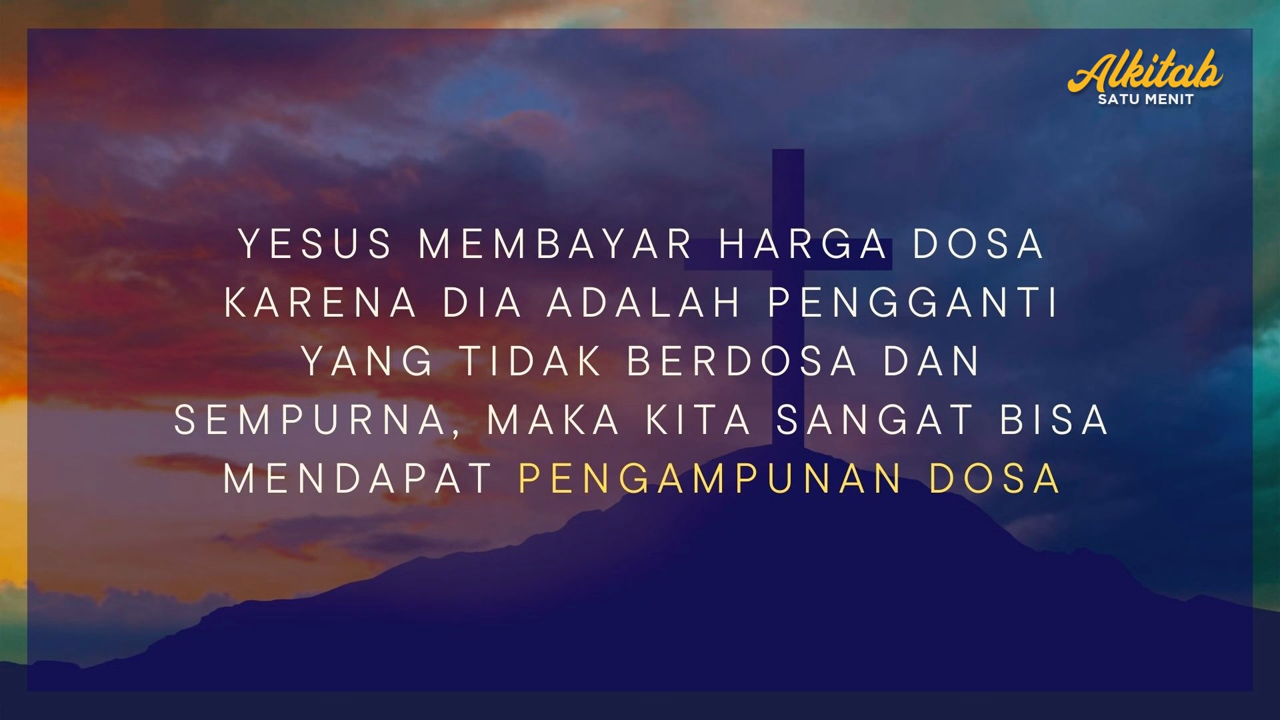 Alkitab
SATU MENIT
YESUS MEMBAYAR HARGA DOSA
KARENA DIA ADALAH PENGGANTI
YANG TIDAK BERDOSA DAN
SEMPURNA, MAKA KITA SANGAT BISA
MENDAPAT PENGAMPUNAN DOSA